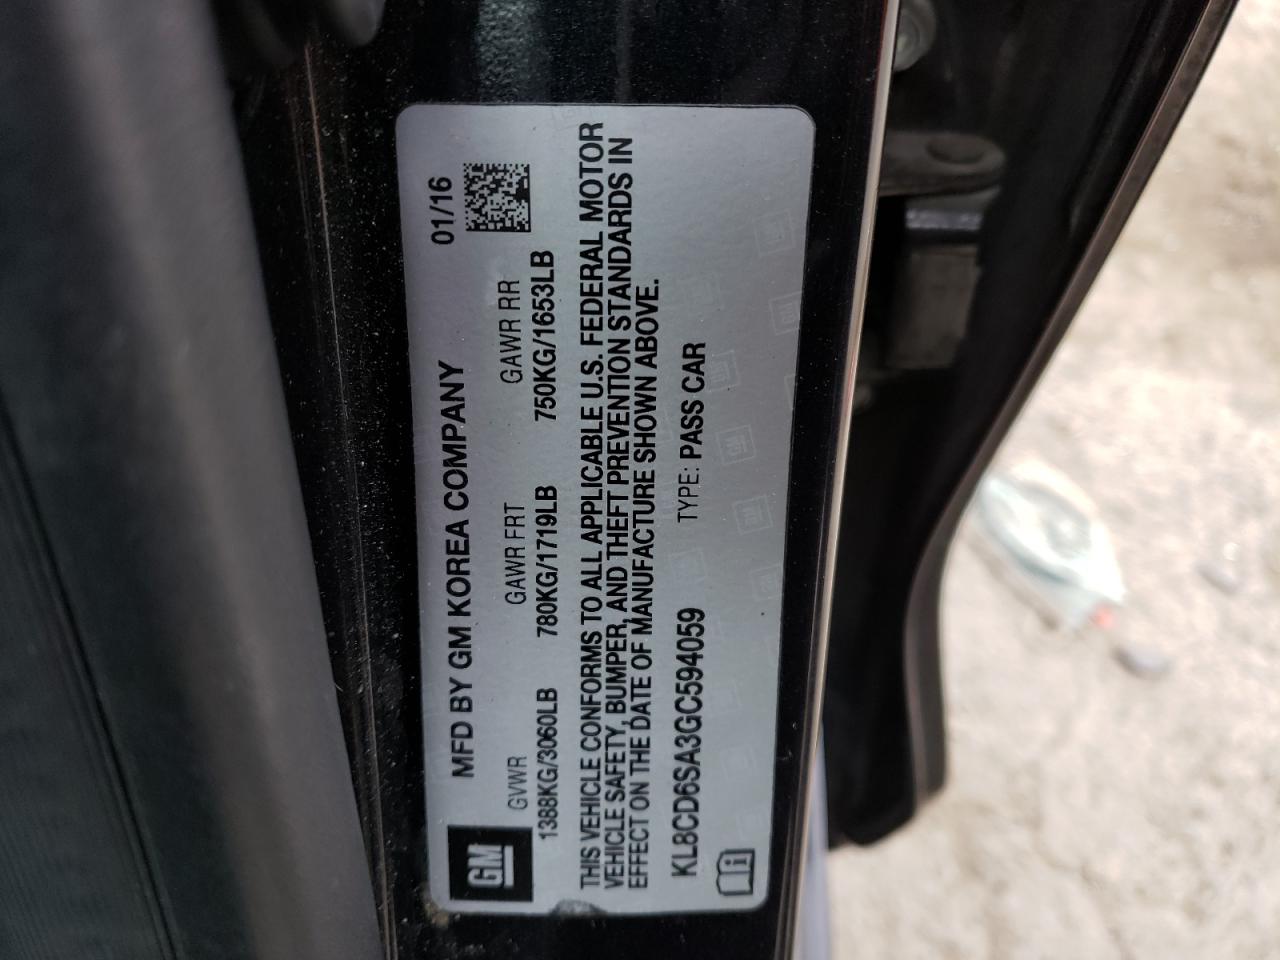 MFD BY GM KOREA COMPANY 01/16
GM
GVWR GAWR FRT GAWR RR
1388KG/3060LB 780KG/1719LB 750KG/1653LB
THIS VEHICLE CONFORMS TO ALL APPLICABLE U.S. FEDERAL MOTOR
VEHICLE SAFETY, BUMPER, AND THEFT PREVENTION STANDARDS IN
EFFECT ON THE DATE OF MANUFACTURE SHOWN ABOVE.
KL8CD6SA3GC594059 TYPE: PASS CAR